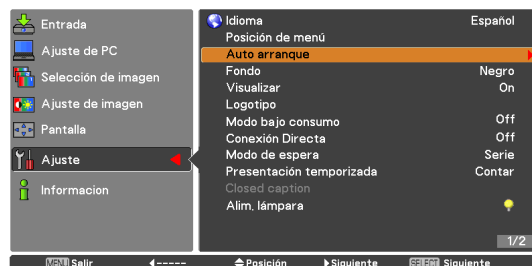 Entrada
Ajuste de PC
Selección de imagen
Ajuste de imagen
Pantalla
Ajuste
Informacion
Idioma Español
Posición de menú
Auto arranque
Fondo Negro
Visualizar On
Logotipo
Modo bajo consumo Off
Conexión Directa Off
Modo de espera Serie
Presentación temporizada Contar
Closed caption
Alim. lámpara
1/2
MENU Salir ◄----- Posición Siguiente SELECT Siguiente